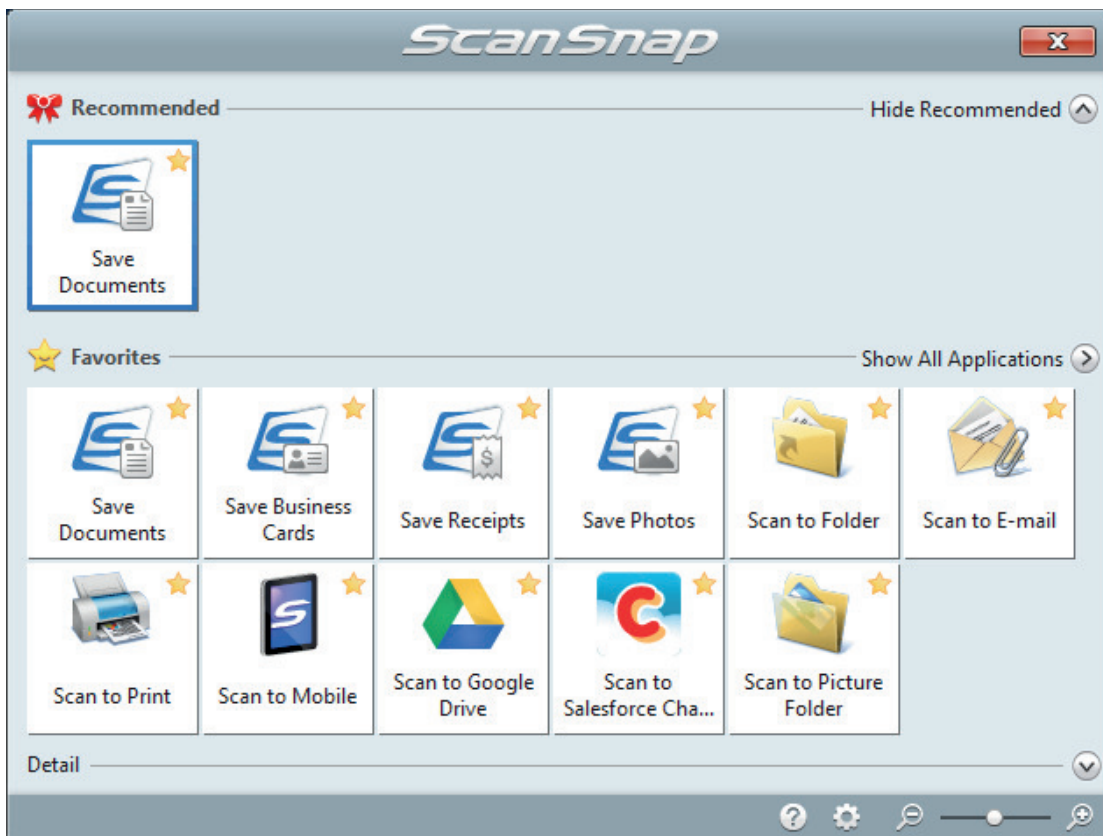 ScanSnap
Recommended
Hide Recommended
Save
Documents
Favorites
Show All Applications
Save
Documents
Save Business
Cards
Save Receipts
Save Photos
Scan to Folder
Scan to E-mail
Scan to Print
Scan to Mobile
Scan to Google
Drive
Scan to
Salesforce Cha...
Scan to Picture
Folder
Detail